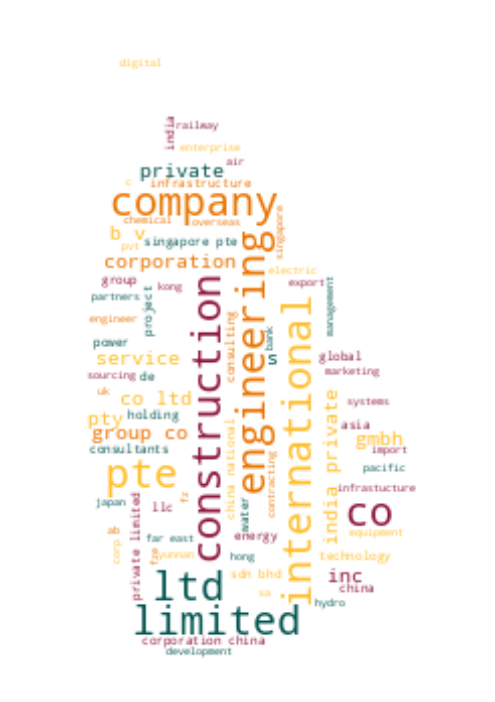 digital
india
railway
enterprise
air
private
c
infrastructure
company
chemical
overseas
singapore
b v
pvt
singapore pte
engineering
corporation
electric
group
kong
export
management
construction
partners
project
international
engineer
consulting
bank
s
power
service
global
sourcing
de
marketing
uk
co ltd
systems
india private
pty
holding
asia
group co
gmbh
consultants
china national
contracting
import
pte
pacific
infrastucture
japan
private limited
fz
llc
water
co
ab
corp
far east
energy
equipment
fze
yunnan
hong
technology
ltd
sdn bhd
inc
china
sa
hydro
limited
corporation china
development